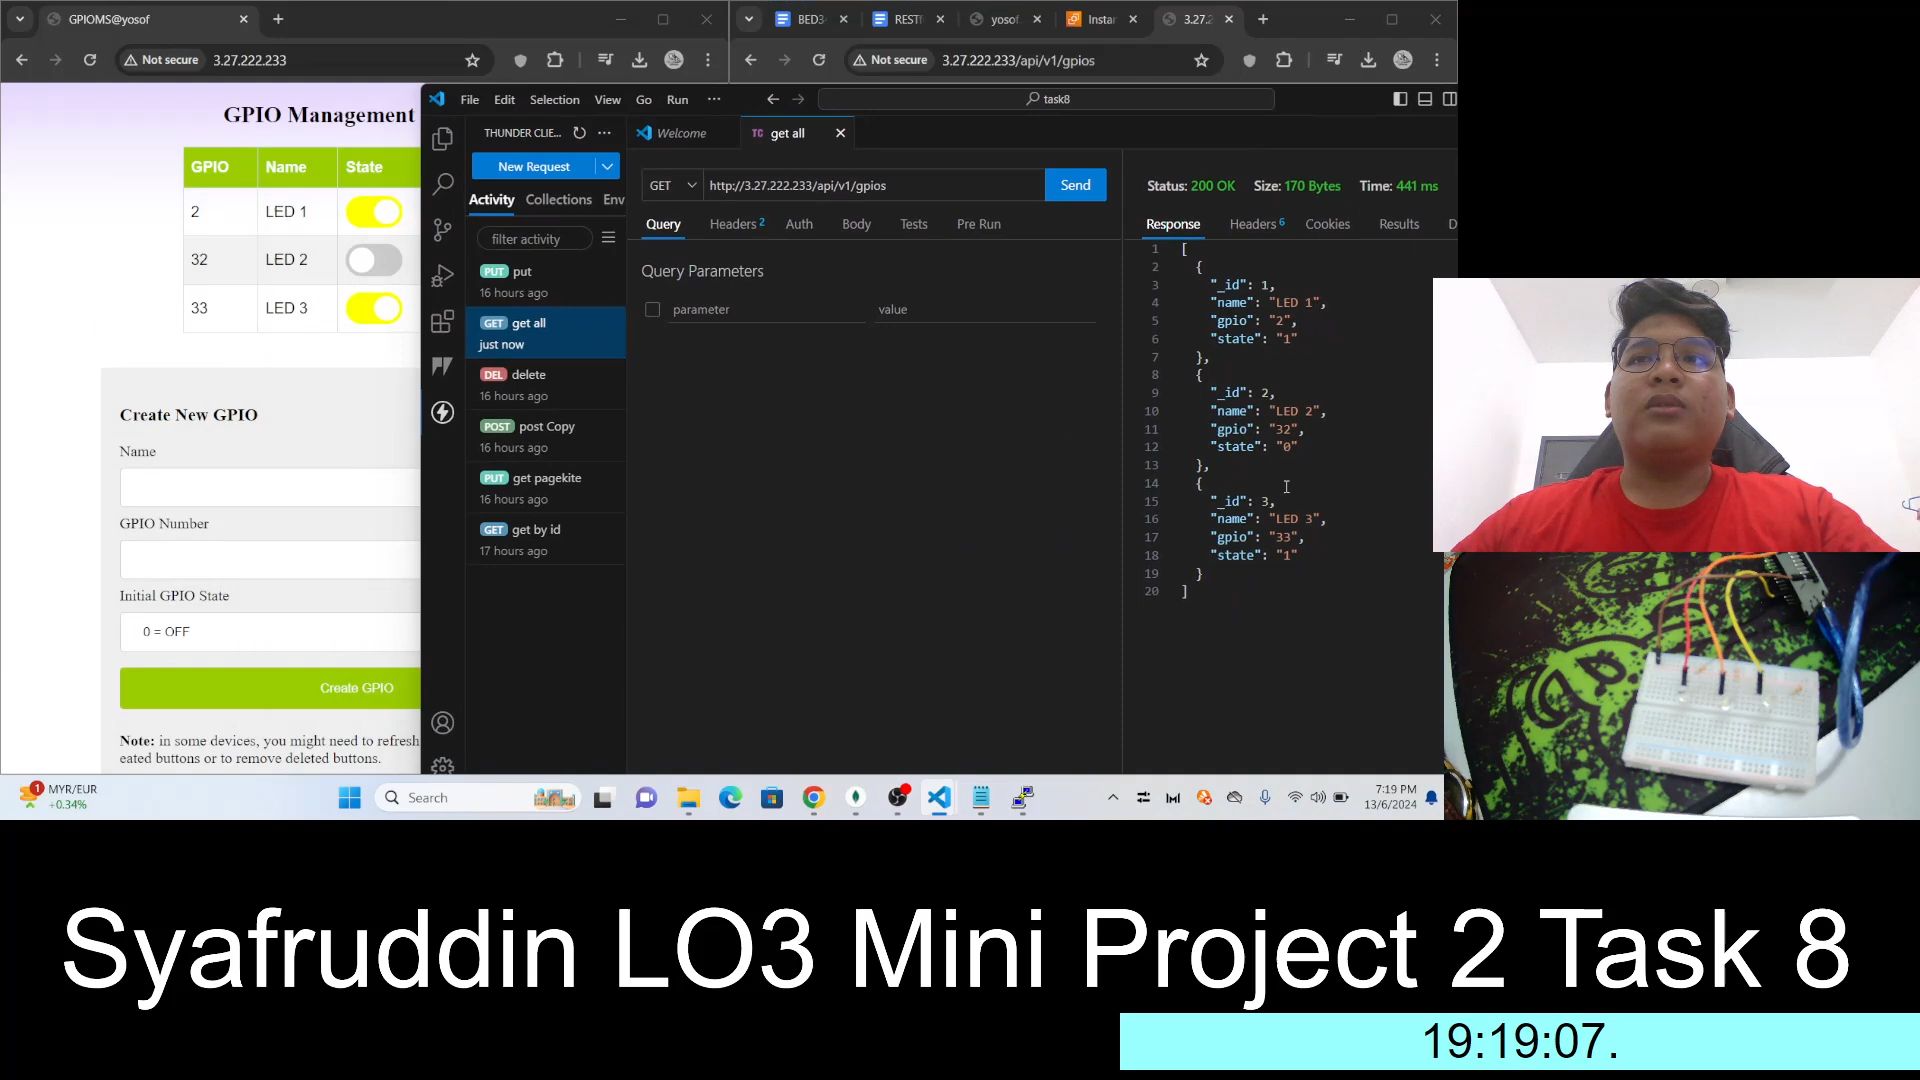 GPIOMS@yosof
Not secure 3.27.222.233
GPIO Management
GPIO Name State
2 LED 1
32 LED 2
33 LED 3
Create New GPIO
Name
GPIO Number
Initial GPIO State
0 = OFF
Create GPIO
Note: in some devices, you might need to refresh
eated buttons or to remove deleted buttons.
BED3 RESTf yosof Instan 3.27.2
Not secure 3.27.222.233/api/v1/gpios
File Edit Selection View Go Run ··· task8
THUNDER CLIE... ···
New Request
Activity Collections Env
filter activity
PUT put
16 hours ago
GET get all
just now
DEL delete
16 hours ago
POST post Copy
16 hours ago
PUT get pagekite
16 hours ago
GET get by id
17 hours ago
Welcome TC get all
GET http://3.27.222.233/api/v1/gpios Send
Query Headers 2 Auth Body Tests Pre Run
Query Parameters
parameter value
Status: 200 OK Size: 170 Bytes Time: 441 ms
Response Headers 6 Cookies Results D
1 [
2 {
3 "_id": 1,
4 "name": "LED 1",
5 "gpio": "2",
6 "state": "1"
7 },
8 {
9 "_id": 2,
10 "name": "LED 2",
11 "gpio": "32",
12 "state": "0"
13 },
14 {
15 "_id": 3,
16 "name": "LED 3",
17 "gpio": "33",
18 "state": "1"
19 }
20 ]
1 MYR/EUR
+0.34%
Search
7:19 PM
13/6/2024
Syafruddin LO3 Mini Project 2 Task 8
19:19:07.